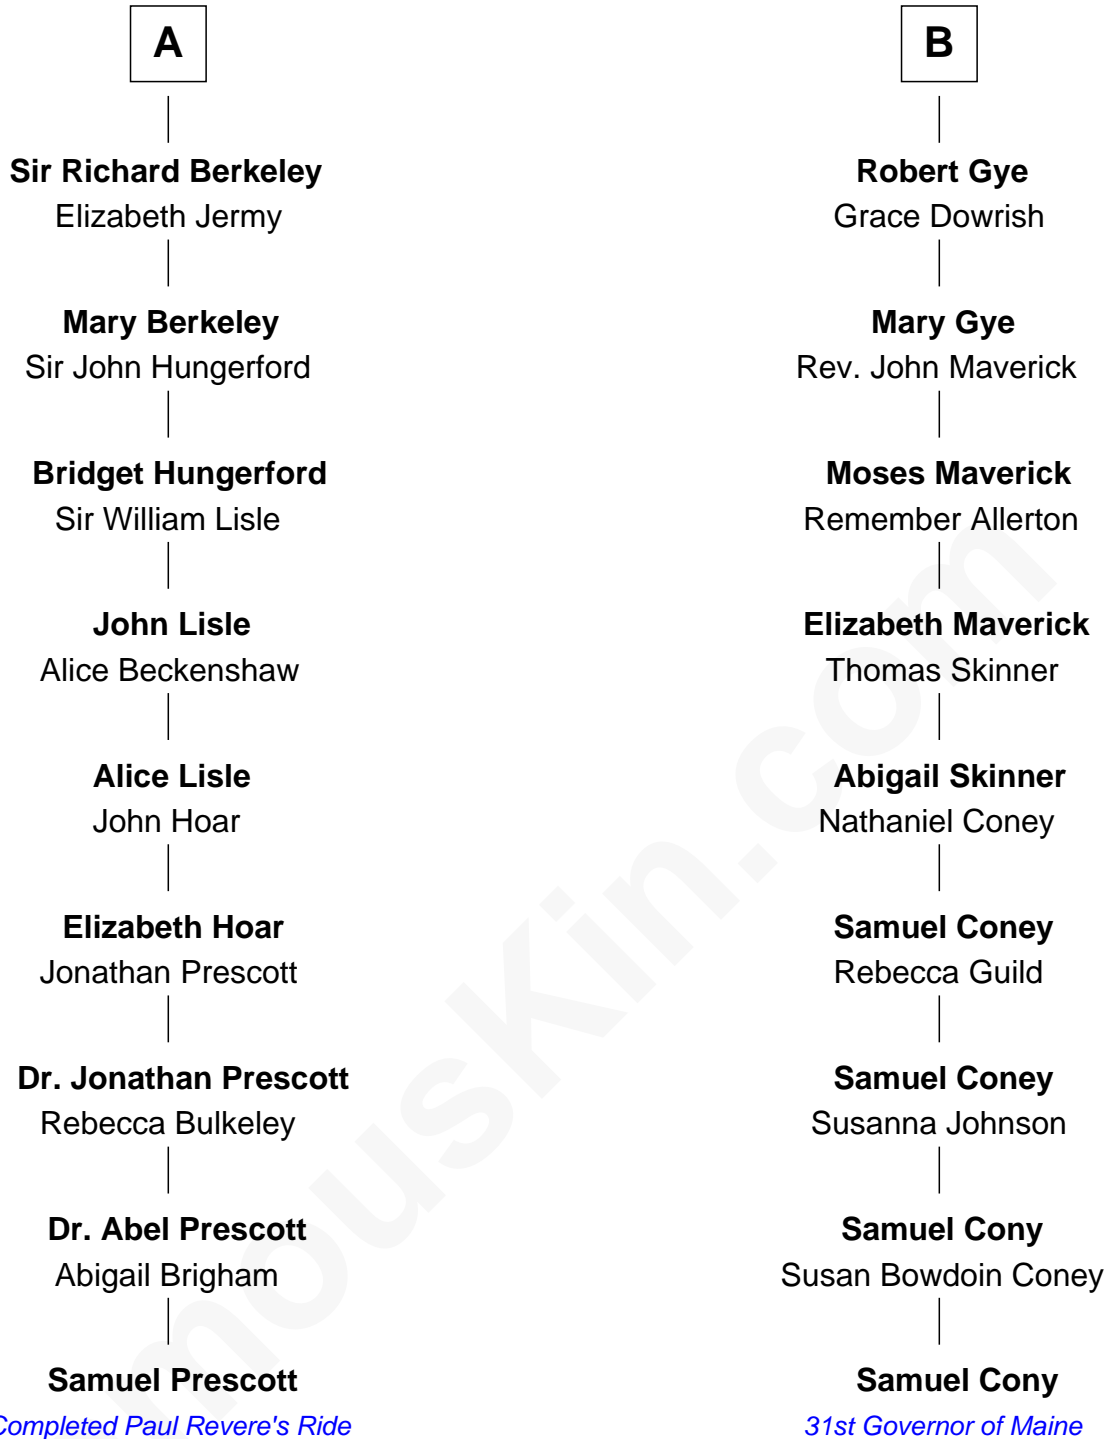 A
B
Sir Richard Berkeley
Elizabeth Jermy
Robert Gye
Grace Dowrish
Mary Berkeley
Sir John Hungerford
Mary Gye
Rev. John Maverick
Bridget Hungerford
Sir William Lisle
Moses Maverick
Remember Allerton
John Lisle
Alice Beckenshaw
Elizabeth Maverick
Thomas Skinner
Alice Lisle
John Hoar
Abigail Skinner
Nathaniel Coney
Elizabeth Hoar
Jonathan Prescott
Samuel Coney
Rebecca Guild
Dr. Jonathan Prescott
Rebecca Bulkeley
Samuel Coney
Susanna Johnson
Dr. Abel Prescott
Abigail Brigham
Samuel Cony
Susan Bowdoin Coney
Samuel Prescott
Completed Paul Revere's Ride
Samuel Cony
31st Governor of Maine
mousKin.com